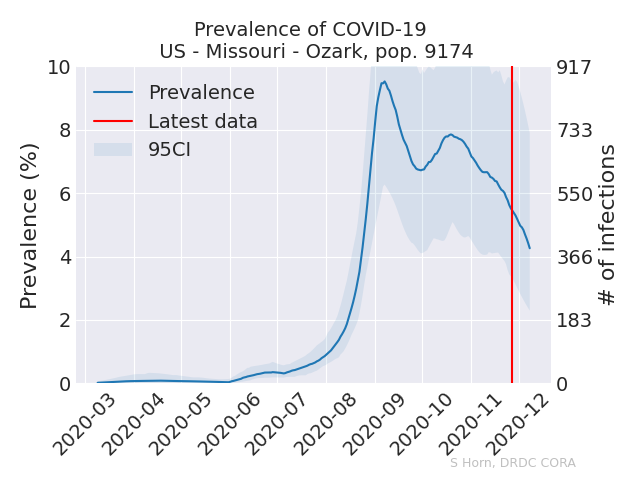 Prevalence of COVID-19
US - Missouri - Ozark, pop. 9174
Prevalence
Latest data
95CI
Prevalence (%)
10
8
6
4
2
0
917
733
550
366
183
0
# of infections
2020-03
2020-04
2020-05
2020-06
2020-07
2020-08
2020-09
2020-10
2020-11
2020-12
S Horn, DRDC CORA